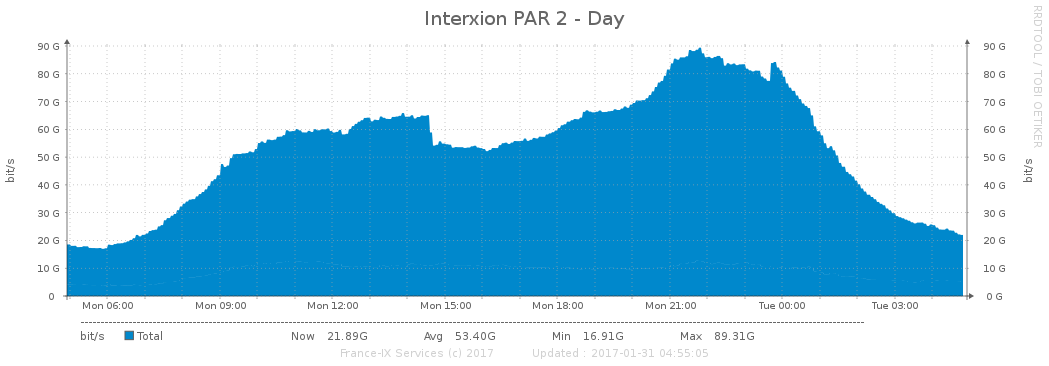 Interxion PAR 2 - Day
RRDTOOL / TOBI OETIKER
90 G 90 G
80 G 80 G
70 G 70 G
60 G 60 G
50 G 50 G
40 G 40 G
30 G 30 G
20 G 20 G
10 G 10 G
0 0 G
bit/s bit/s
Mon 06:00 Mon 09:00 Mon 12:00 Mon 15:00 Mon 18:00 Mon 21:00 Tue 00:00 Tue 03:00
bit/s Total Now 21.89G Avg 53.40G Min 16.91G Max 89.31G
France-IX Services (c) 2017 Updated : 2017-01-31 04:55:05